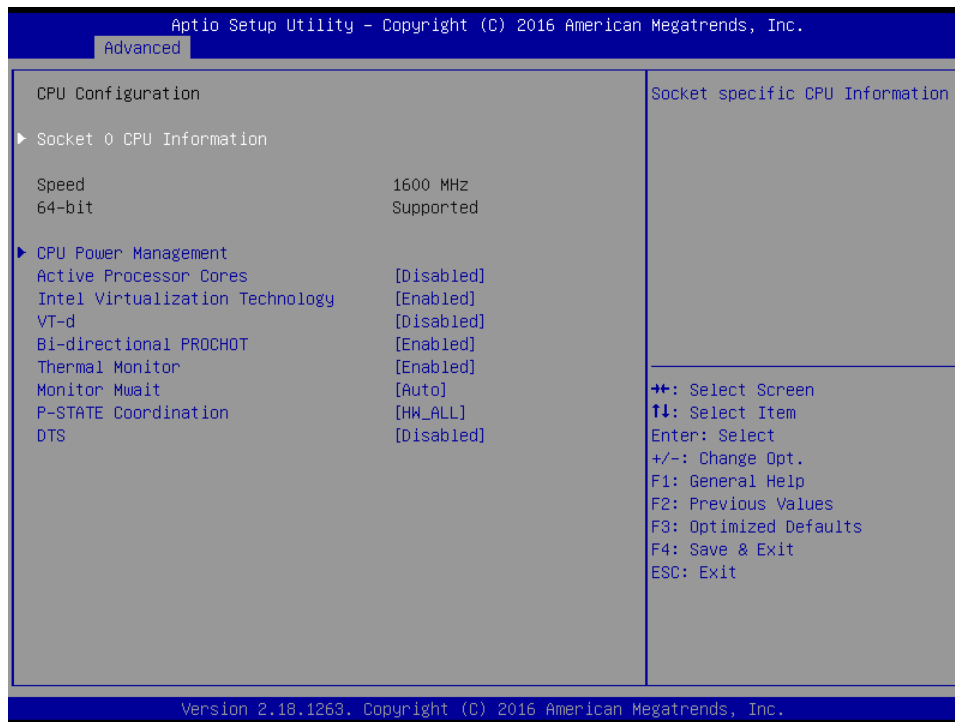 Aptio Setup Utility – Copyright (C) 2016 American Megatrends, Inc.
Advanced
CPU Configuration
Socket 0 CPU Information
Speed 1600 MHz
64-bit Supported
CPU Power Management
Active Processor Cores [Disabled]
Intel Virtualization Technology [Enabled]
VT-d [Disabled]
Bi-directional PROCHOT [Enabled]
Thermal Monitor [Enabled]
Monitor Mwait [Auto]
P-STATE Coordination [HW_ALL]
DTS [Disabled]
Socket specific CPU Information
→←: Select Screen
↑↓: Select Item
Enter: Select
+/-: Change Opt.
F1: General Help
F2: Previous Values
F3: Optimized Defaults
F4: Save & Exit
ESC: Exit
Version 2.18.1263. Copyright (C) 2016 American Megatrends, Inc.